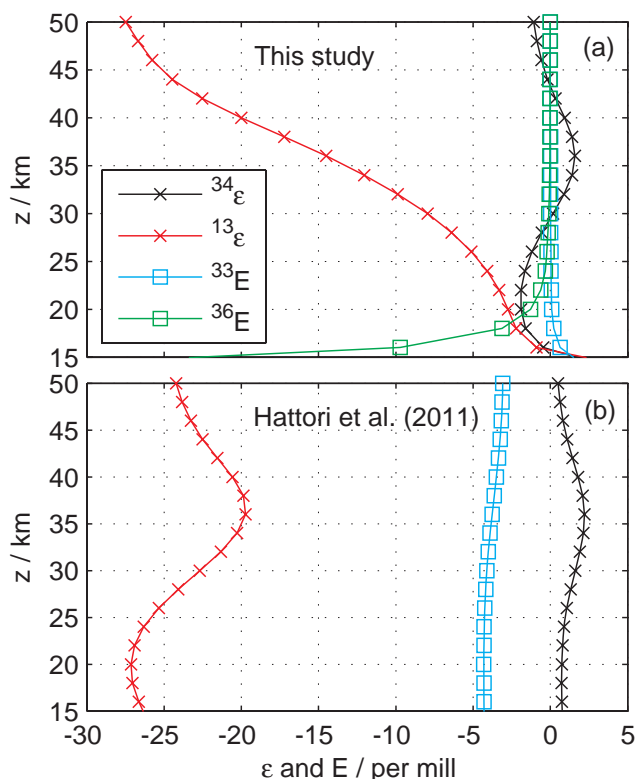 50
45
40
35
30
25
20
15
z / km
This study
(a)
³⁴ε
¹³ε
³³E
³⁶E
50
45
40
35
30
25
20
15
z / km
Hattori et al. (2011)
(b)
-30 -25 -20 -15 -10 -5 0 5
ε and E / per mill